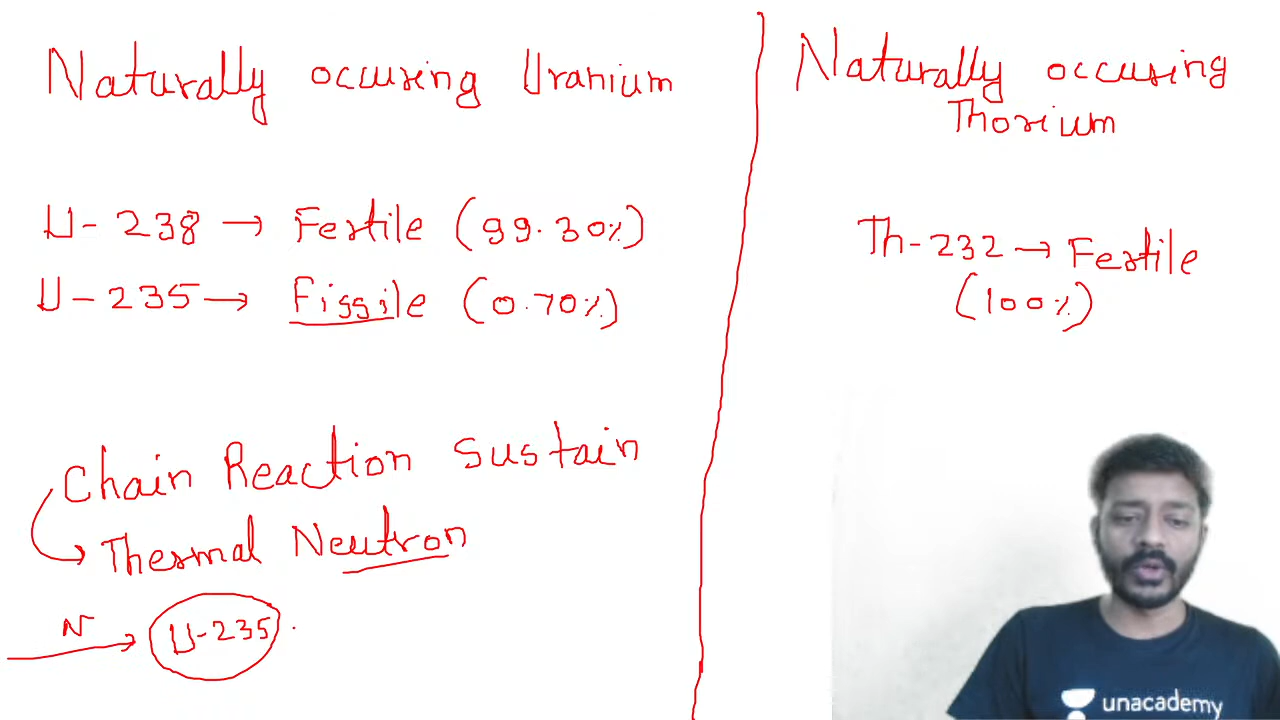 Naturally occuring Uranium
U- 238 → Fertile (99.30%)
U-235 → Fissile (0.70%)
Chain Reaction Sustain
→ Thermal Neutron
N → U-235
Naturally occuring
Thorium
Th-232 → Fertile
(100%)
unacademy